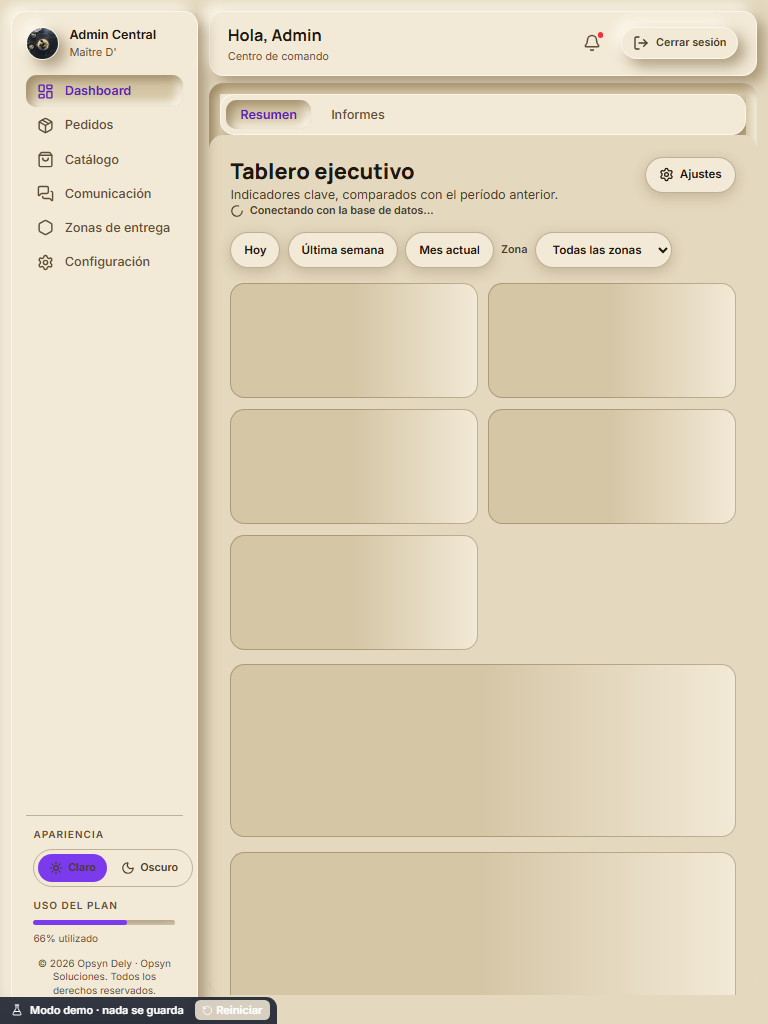 Admin Central
Maître D'
Dashboard
Pedidos
Catálogo
Comunicación
Zonas de entrega
Configuración
APARIENCIA
Claro
Oscuro
USO DEL PLAN
66% utilizado
© 2026 Opsyn Dely · Opsyn
Soluciones. Todos los
derechos reservados.
Modo demo · nada se guarda
Reiniciar
Hola, Admin
Centro de comando
Cerrar sesión
Resumen
Informes
Tablero ejecutivo
Indicadores clave, comparados con el período anterior.
Conectando con la base de datos...
Ajustes
Hoy
Última semana
Mes actual
Zona
Todas las zonas